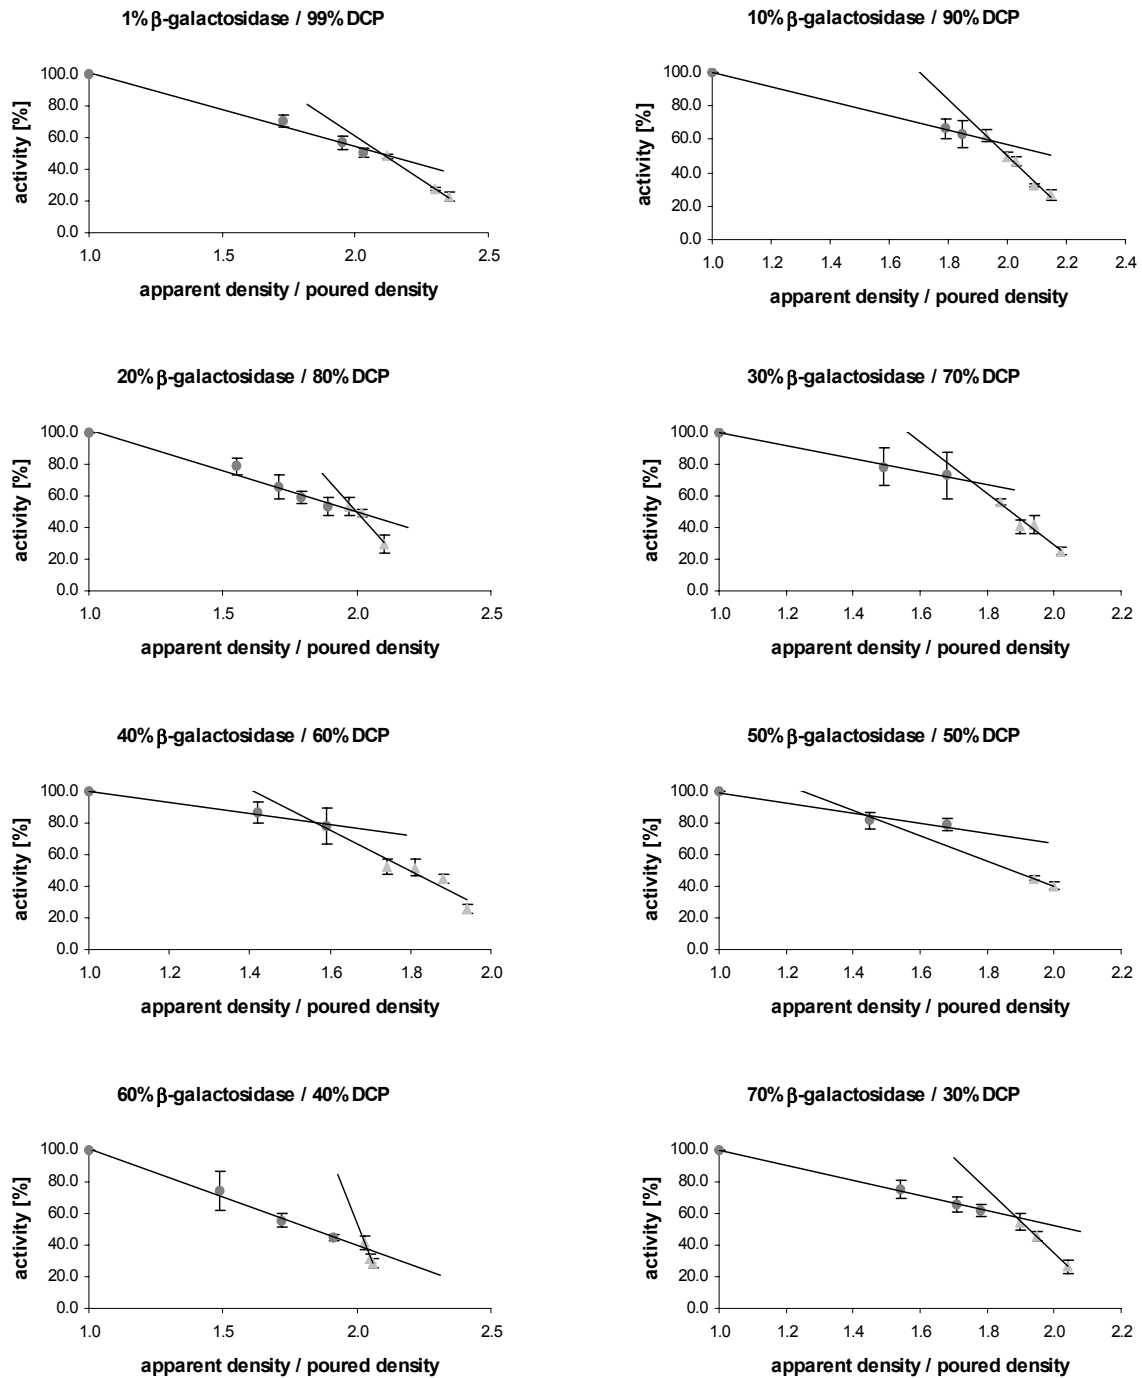 1% β-galactosidase / 99% DCP
100.0
80.0
60.0
40.0
20.0
0.0
activity [%]
1.0 1.5 2.0 2.5
apparent density / poured density
10% β-galactosidase / 90% DCP
100.0
80.0
60.0
40.0
20.0
0.0
activity [%]
1.0 1.2 1.4 1.6 1.8 2.0 2.2 2.4
apparent density / poured density
20% β-galactosidase / 80% DCP
100.0
80.0
60.0
40.0
20.0
0.0
activity [%]
1.0 1.5 2.0 2.5
apparent density / poured density
30% β-galactosidase / 70% DCP
100.0
80.0
60.0
40.0
20.0
0.0
activity [%]
1.0 1.2 1.4 1.6 1.8 2.0 2.2
apparent density / poured density
40% β-galactosidase / 60% DCP
100.0
80.0
60.0
40.0
20.0
0.0
activity [%]
1.0 1.2 1.4 1.6 1.8 2.0
apparent density / poured density
50% β-galactosidase / 50% DCP
100.0
80.0
60.0
40.0
20.0
0.0
activity [%]
1.0 1.2 1.4 1.6 1.8 2.0 2.2
apparent density / poured density
60% β-galactosidase / 40% DCP
100.0
80.0
60.0
40.0
20.0
0.0
activity [%]
1.0 1.5 2.0 2.5
apparent density / poured density
70% β-galactosidase / 30% DCP
100.0
80.0
60.0
40.0
20.0
0.0
activity [%]
1.0 1.2 1.4 1.6 1.8 2.0 2.2
apparent density / poured density